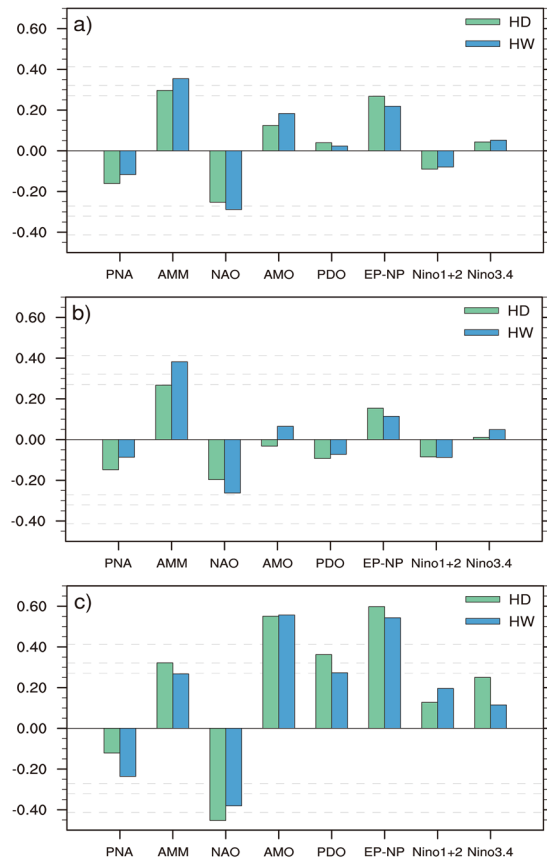 a)
HD
HW
0.60
0.40
0.20
0.00
-0.20
-0.40
PNA AMM NAO AMO PDO EP-NP Nino1+2 Nino3.4
b)
HD
HW
0.60
0.40
0.20
0.00
-0.20
-0.40
PNA AMM NAO AMO PDO EP-NP Nino1+2 Nino3.4
c)
HD
HW
0.60
0.40
0.20
0.00
-0.20
-0.40
PNA AMM NAO AMO PDO EP-NP Nino1+2 Nino3.4